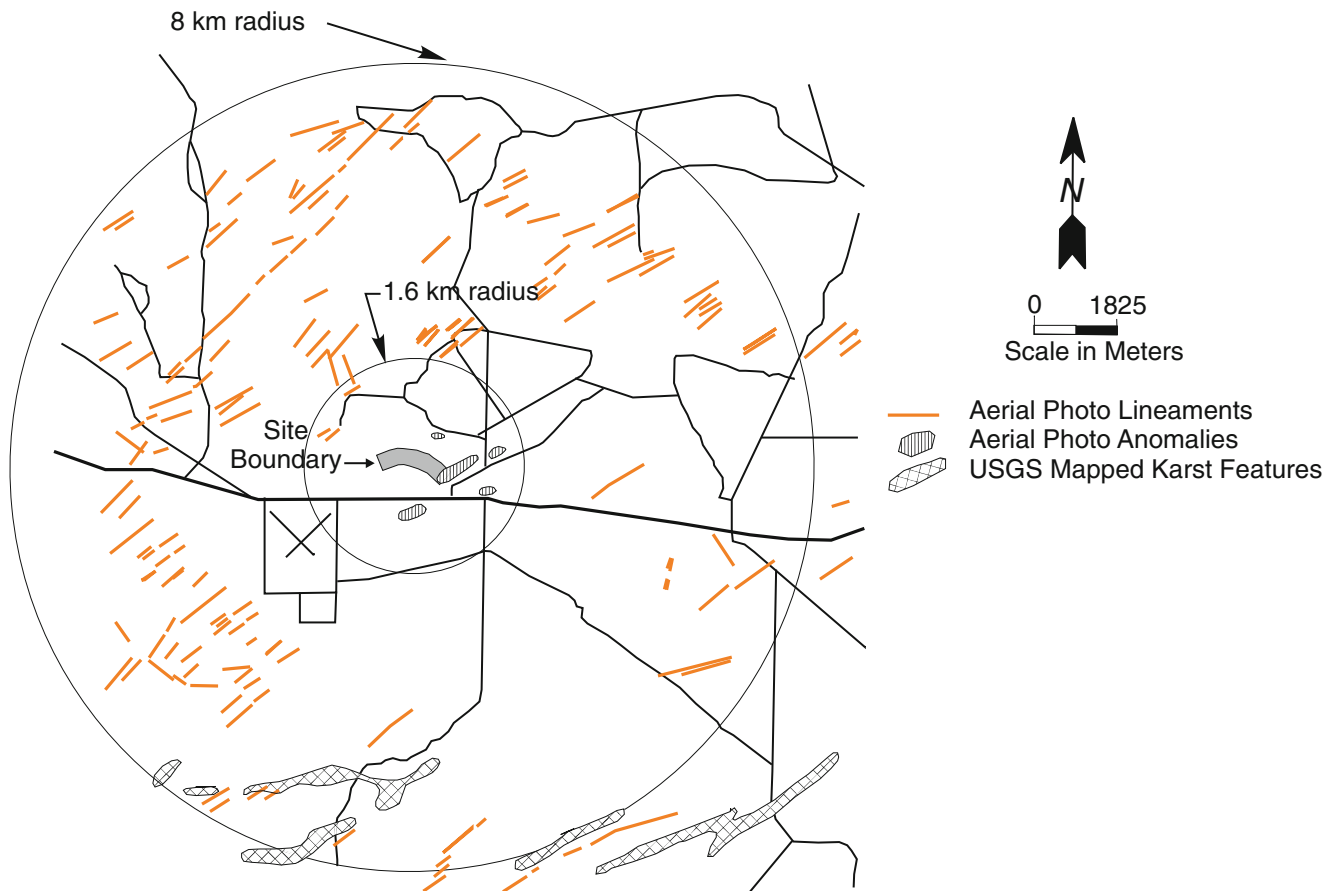 8 km radius
N
1.6 km radius
0 1825
Scale in Meters
Site
Boundary
Aerial Photo Lineaments
Aerial Photo Anomalies
USGS Mapped Karst Features